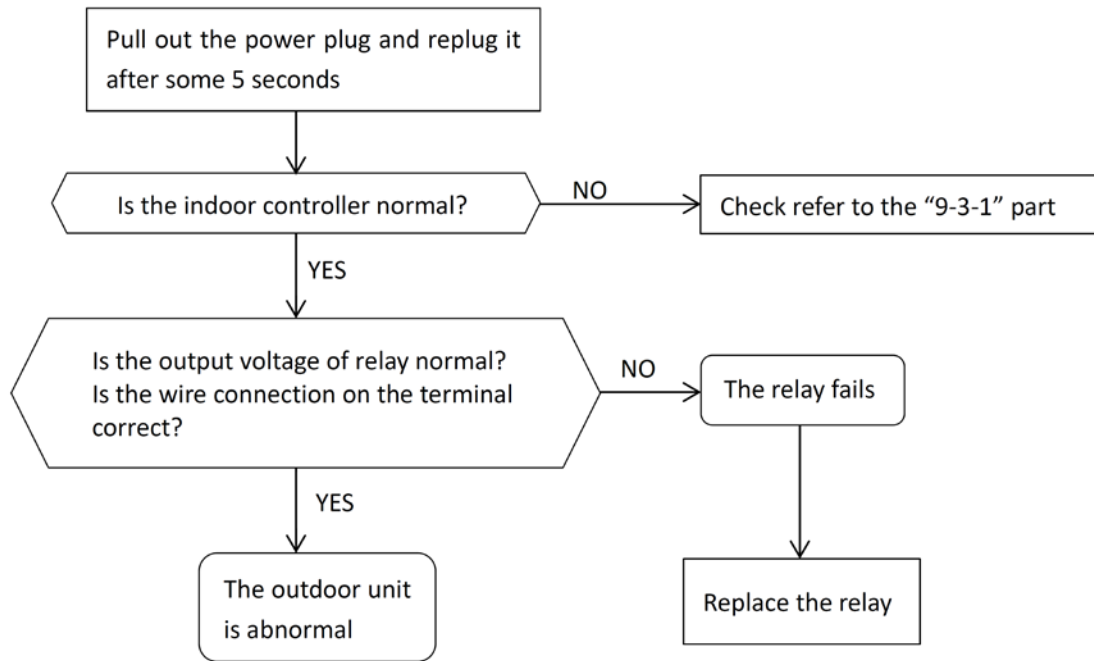 Pull out the power plug and replug it
after some 5 seconds
Is the indoor controller normal?
NO
Check refer to the “9-3-1” part
YES
Is the output voltage of relay normal?
Is the wire connection on the terminal
correct?
NO
The relay fails
YES
The outdoor unit
is abnormal
Replace the relay